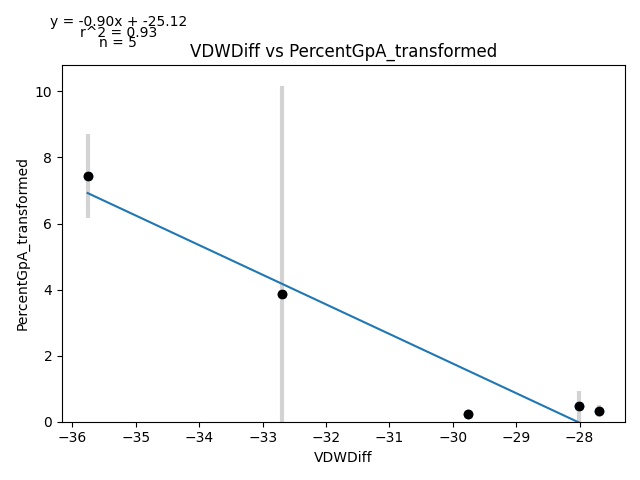 y = -0.90x + -25.12
r^2 = 0.93
n = 5
VDWDiff vs PercentGpA_transformed
10
8
6
4
2
0
PercentGpA_transformed
−36 −35 −34 −33 −32 −31 −30 −29 −28
VDWDiff